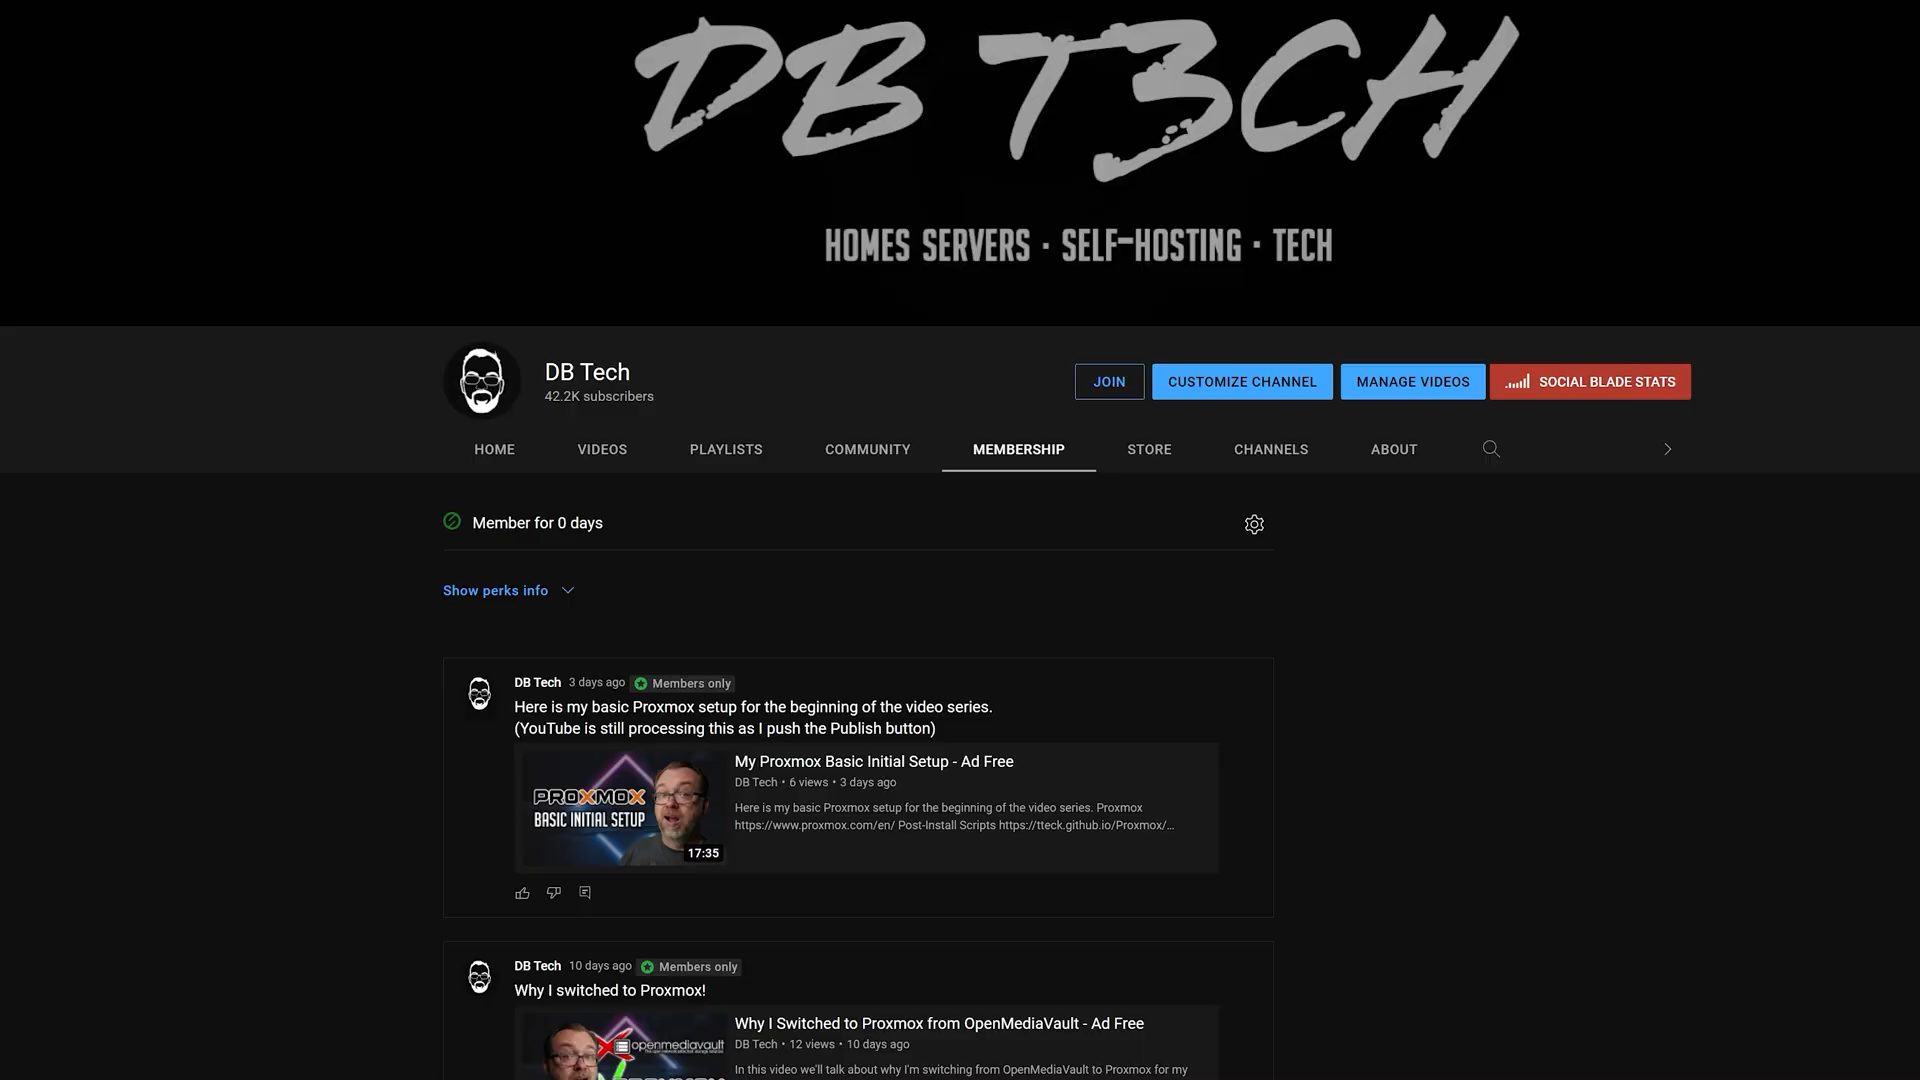 DB T3CH
HOMES SERVERS · SELF-HOSTING · TECH
DB Tech
42.2K subscribers
JOIN
CUSTOMIZE CHANNEL
MANAGE VIDEOS
SOCIAL BLADE STATS
HOME
VIDEOS
PLAYLISTS
COMMUNITY
MEMBERSHIP
STORE
CHANNELS
ABOUT
Member for 0 days
Show perks info
DB Tech 3 days ago Members only
Here is my basic Proxmox setup for the beginning of the video series.
(YouTube is still processing this as I push the Publish button)
PROXMOX
BASIC INITIAL SETUP
17:35
My Proxmox Basic Initial Setup - Ad Free
DB Tech • 6 views • 3 days ago
Here is my basic Proxmox setup for the beginning of the video series. Proxmox
https://www.proxmox.com/en/ Post-Install Scripts https://tteck.github.io/Proxmox/...
DB Tech 10 days ago Members only
Why I switched to Proxmox!
openmediavault
Why I Switched to Proxmox from OpenMediaVault - Ad Free
DB Tech • 12 views • 10 days ago
In this video we'll talk about why I'm switching from OpenMediaVault to Proxmox for my